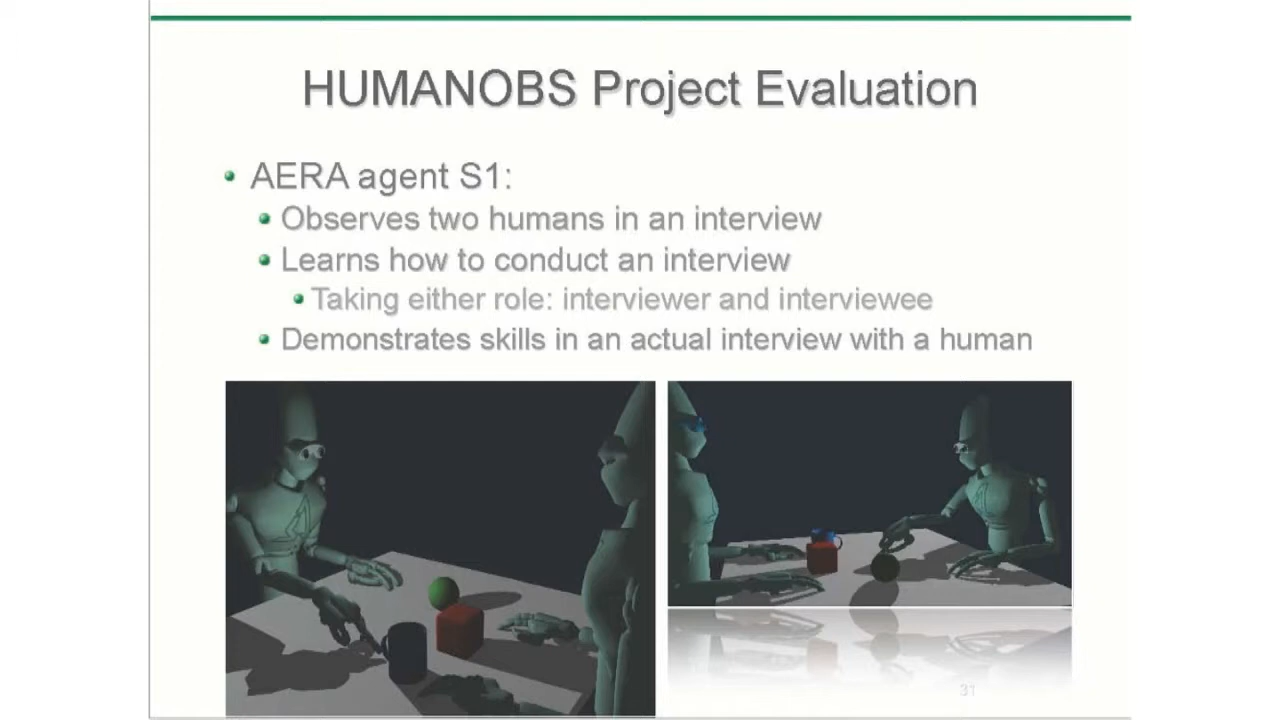 HUMANOBS Project Evaluation
AERA agent S1:
Observes two humans in an interview
Learns how to conduct an interview
Taking either role: interviewer and interviewee
Demonstrates skills in an actual interview with a human
31